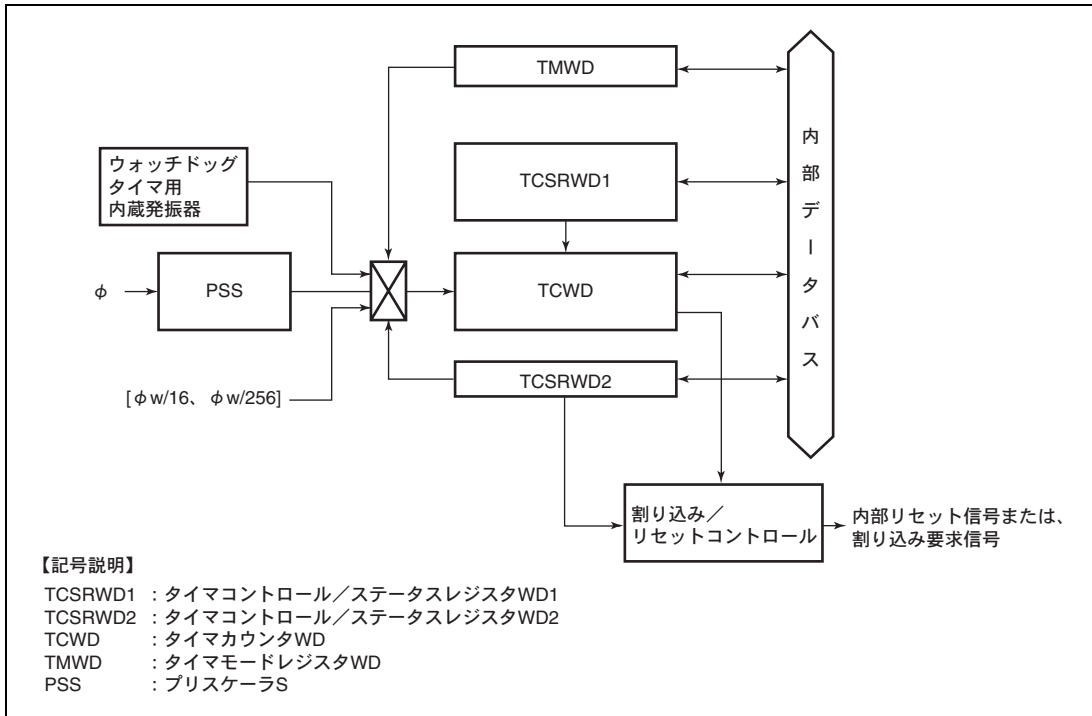 TMWD
ウォッチドッグ
タイマ用
内蔵発振器
TCSRWD1
φ
PSS
TCWD
[φw/16、φw/256]
TCSRWD2
内部データバス
割り込み／
リセットコントロール
内部リセット信号または、
割り込み要求信号
【記号説明】
TCSRWD1 ：タイマコントロール／ステータスレジスタWD1
TCSRWD2 ：タイマコントロール／ステータスレジスタWD2
TCWD ：タイマカウンタWD
TMWD ：タイマモードレジスタWD
PSS ：プリスケーラS